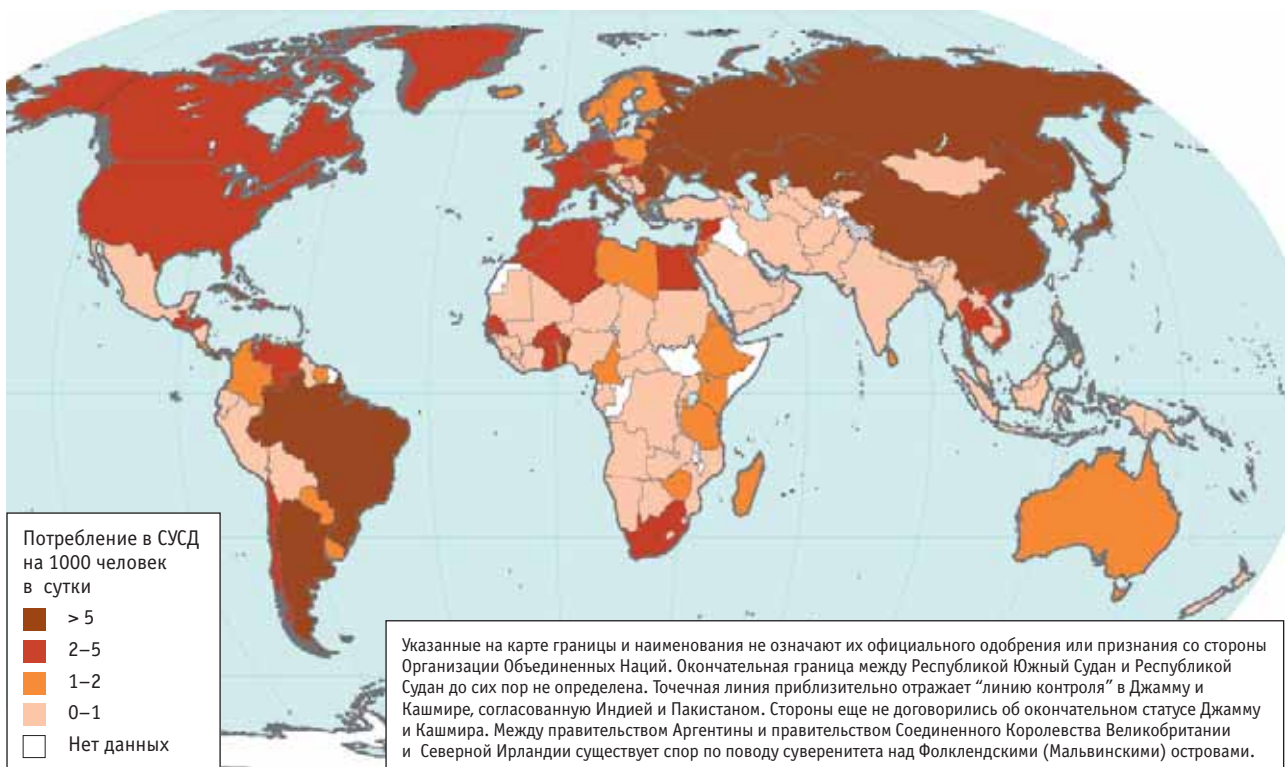 Потребление в СУСД
на 1000 человек
в сутки
> 5
2–5
1–2
0–1
Нет данных
Указанные на карте границы и наименования не означают их официального одобрения или признания со стороны
Организации Объединенных Наций. Окончательная граница между Республикой Южный Судан и Республикой
Судан до сих пор не определена. Точечная линия приблизительно отражает “линию контроля” в Джамму и
Кашмире, согласованную Индией и Пакистаном. Стороны еще не договорились об окончательном статусе Джамму
и Кашмира. Между правительством Аргентины и правительством Соединенного Королевства Великобритании
и Северной Ирландии существует спор по поводу суверенитета над Фолклендскими (Мальвинскими) островами.